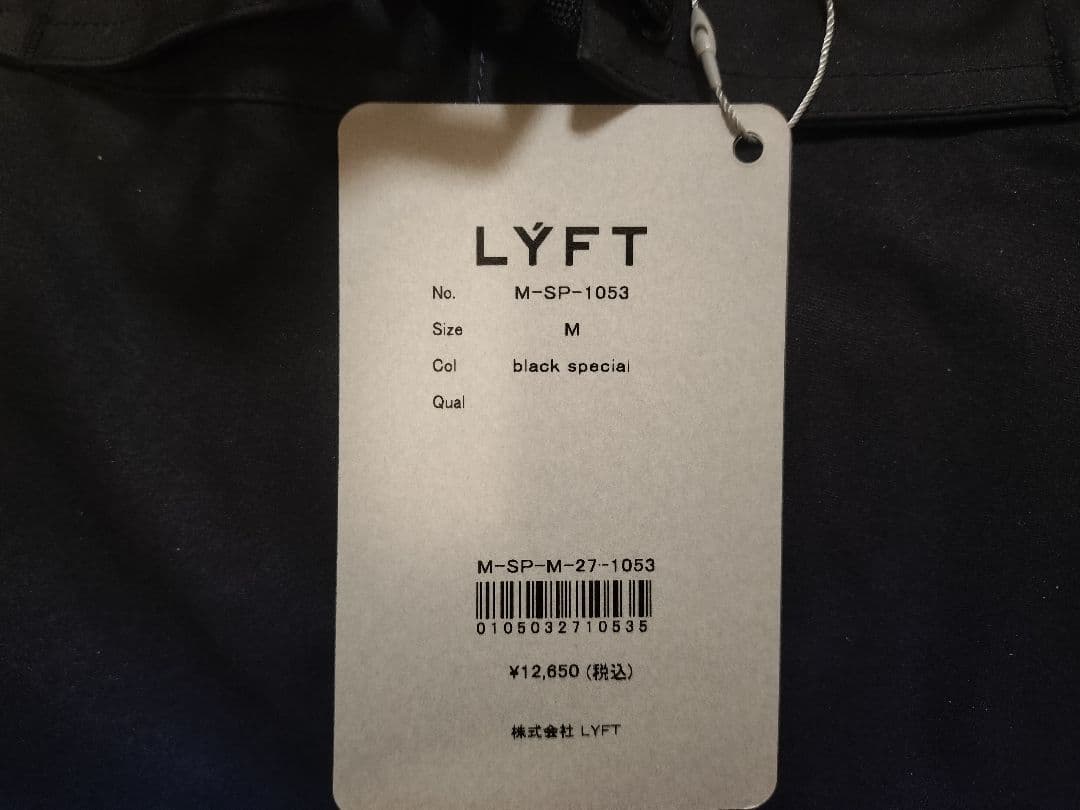 LÝFT
No. M-SP-1053
Size M
Col black special
Qual
M-SP-M-27-1053
0105032710535
¥12,650(税込)
株式会社 LYFT